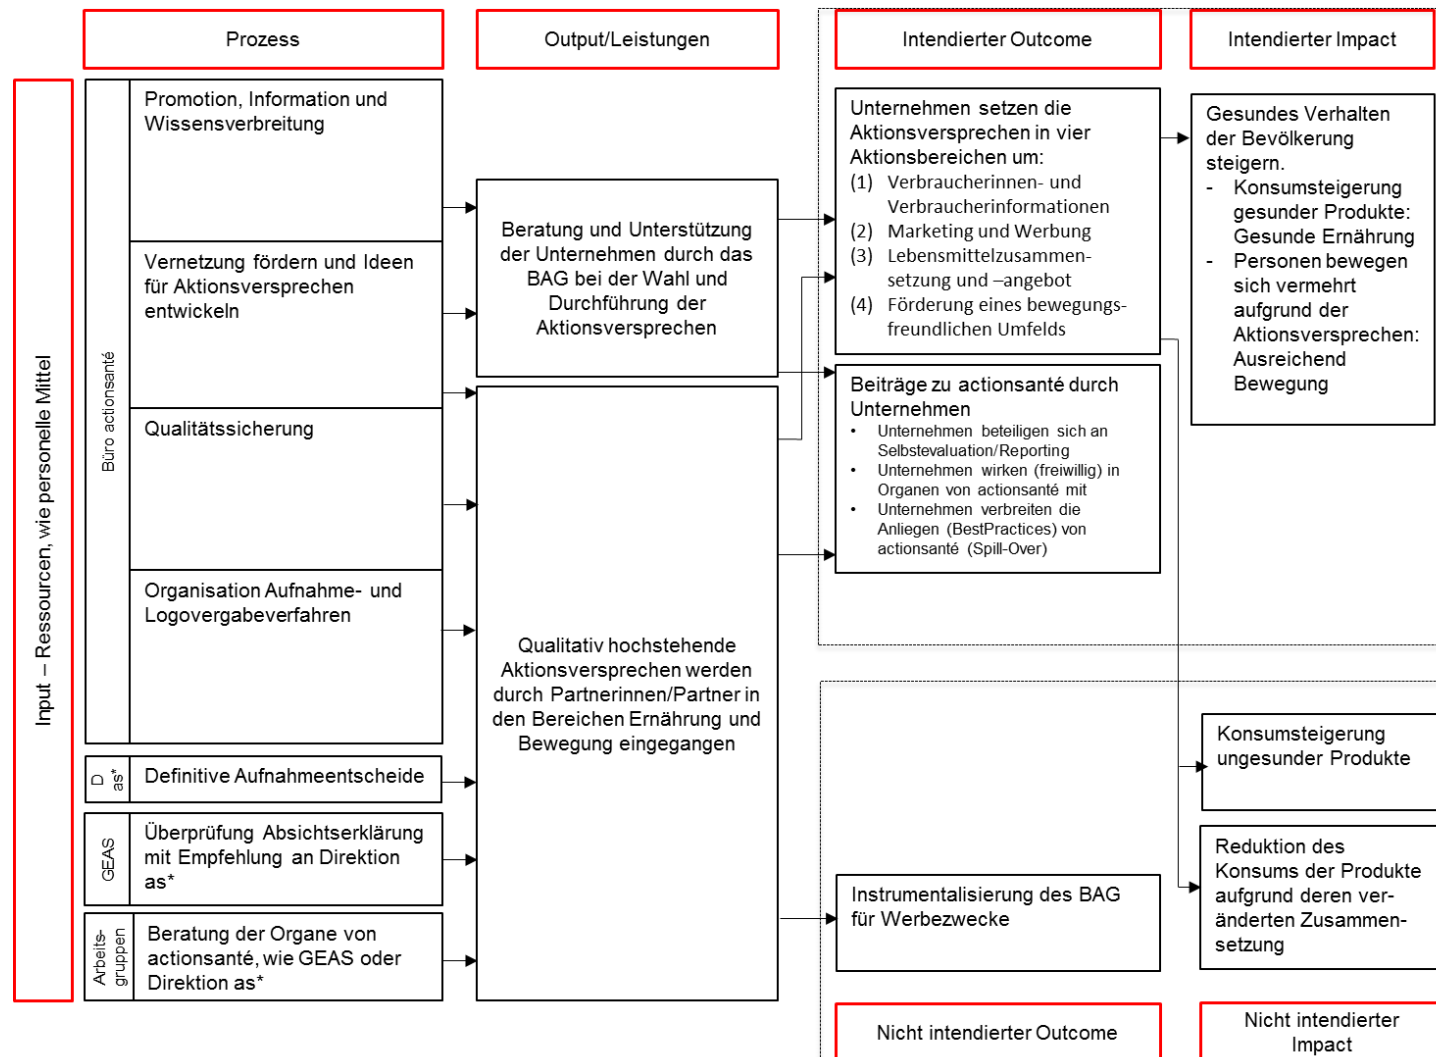 Prozess
Output/Leistungen
Intendierter Outcome
Intendierter Impact
Input – Ressourcen, wie personelle Mittel
Büro actionsanté
Promotion, Information und
Wissensverbreitung
Vernetzung fördern und Ideen
für Aktionsversprechen
entwickeln
Qualitätssicherung
Organisation Aufnahme- und
Logovergabeverfahren
D
as*
Definitive Aufnahmeentscheide
GEAS
Überprüfung Absichtserklärung
mit Empfehlung an Direktion
as*
Arbeits-
gruppen
Beratung der Organe von
actionsanté, wie GEAS oder
Direktion as*
Beratung und Unterstützung
der Unternehmen durch das
BAG bei der Wahl und
Durchführung der
Aktionsversprechen
Qualitativ hochstehende
Aktionsversprechen werden
durch Partnerinnen/Partner in
den Bereichen Ernährung und
Bewegung eingegangen
Unternehmen setzen die
Aktionsversprechen in vier
Aktionsbereichen um:
(1) Verbraucherinnen- und
Verbraucherinformationen
(2) Marketing und Werbung
(3) Lebensmittelzusammen-
setzung und –angebot
(4) Förderung eines bewegungs-
freundlichen Umfelds
Beiträge zu actionsanté durch
Unternehmen
• Unternehmen beteiligen sich an
Selbstevaluation/Reporting
• Unternehmen wirken (freiwillig) in
Organen von actionsanté mit
• Unternehmen verbreiten die
Anliegen (BestPractices) von
actionsanté (Spill-Over)
Gesundes Verhalten
der Bevölkerung
steigern.
- Konsumsteigerung
gesunder Produkte:
Gesunde Ernährung
- Personen bewegen
sich vermehrt
aufgrund der
Aktionsversprechen:
Ausreichend
Bewegung
Konsumsteigerung
ungesunder Produkte
Instrumentalisierung des BAG
für Werbezwecke
Reduktion des
Konsums der Produkte
aufgrund deren ver-
änderten Zusammen-
setzung
Nicht intendierter Outcome
Nicht intendierter
Impact